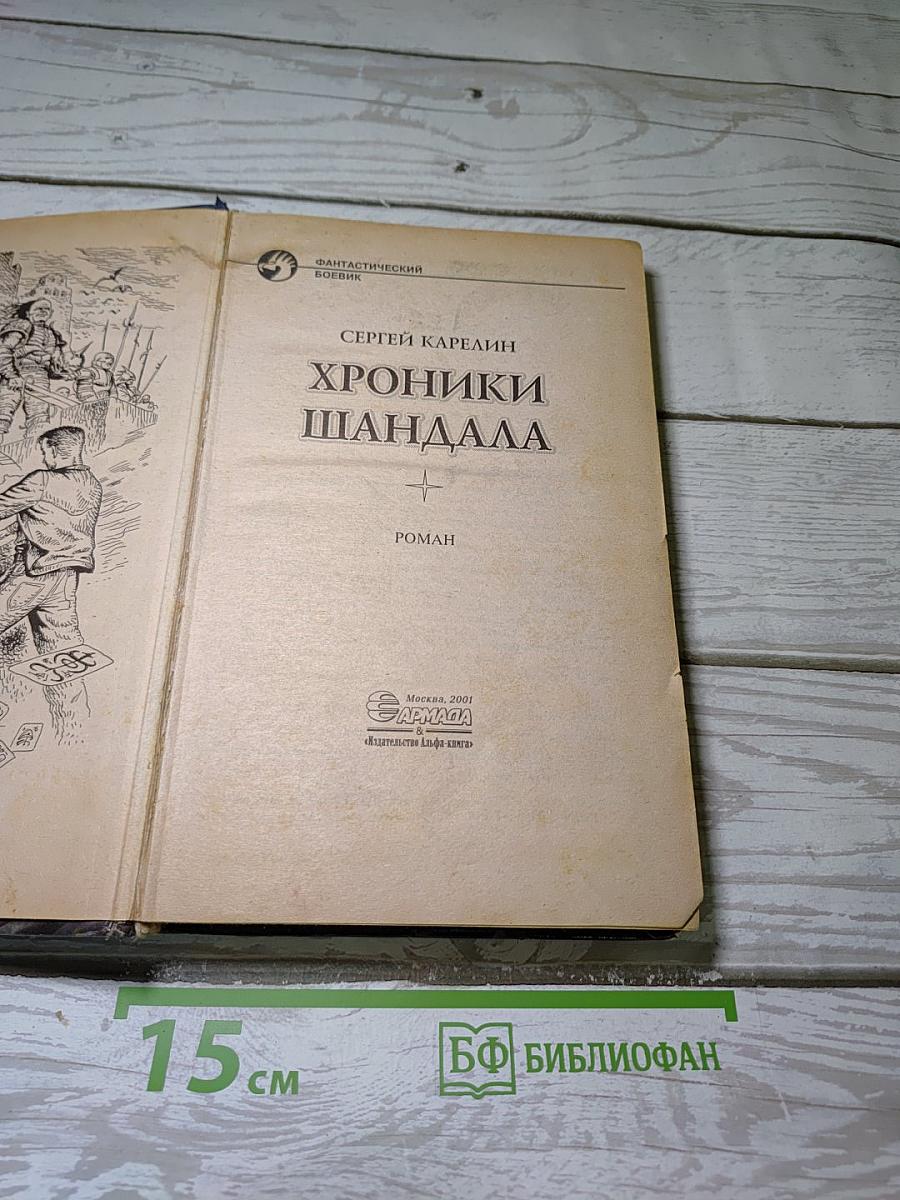 ФАНТАСТИЧЕСКИЙ
БОЕВИК
СЕРГЕЙ КАРЕЛИН
ХРОНИКИ
ШАНДАЛА
РОМАН
Москва, 2001
АРМАДА
&
«Издательство Альфа-книга»
15 см
БФ БИБЛИОФАН